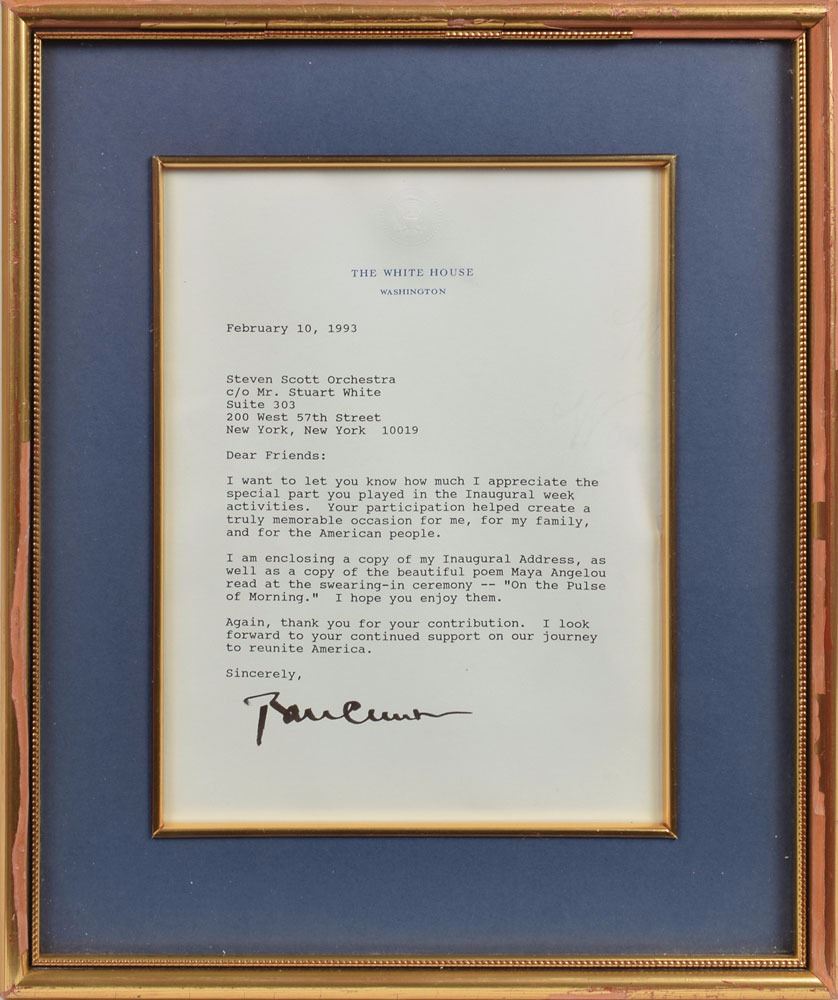 THE WHITE HOUSE
WASHINGTON
February 10, 1993
Steven Scott Orchestra
c/o Mr. Stuart White
Suite 303
200 West 57th Street
New York, New York  10019
Dear Friends:
I want to let you know how much I appreciate the
special part you played in the Inaugural week
activities.  Your participation helped create a
truly memorable occasion for me, for my family,
and for the American people.
I am enclosing a copy of my Inaugural Address, as
well as a copy of the beautiful poem Maya Angelou
read at the swearing-in ceremony -- "On the Pulse
of Morning."  I hope you enjoy them.
Again, thank you for your contribution.  I look
forward to your continued support on our journey
to reunite America.
Sincerely,
Bill Clinton